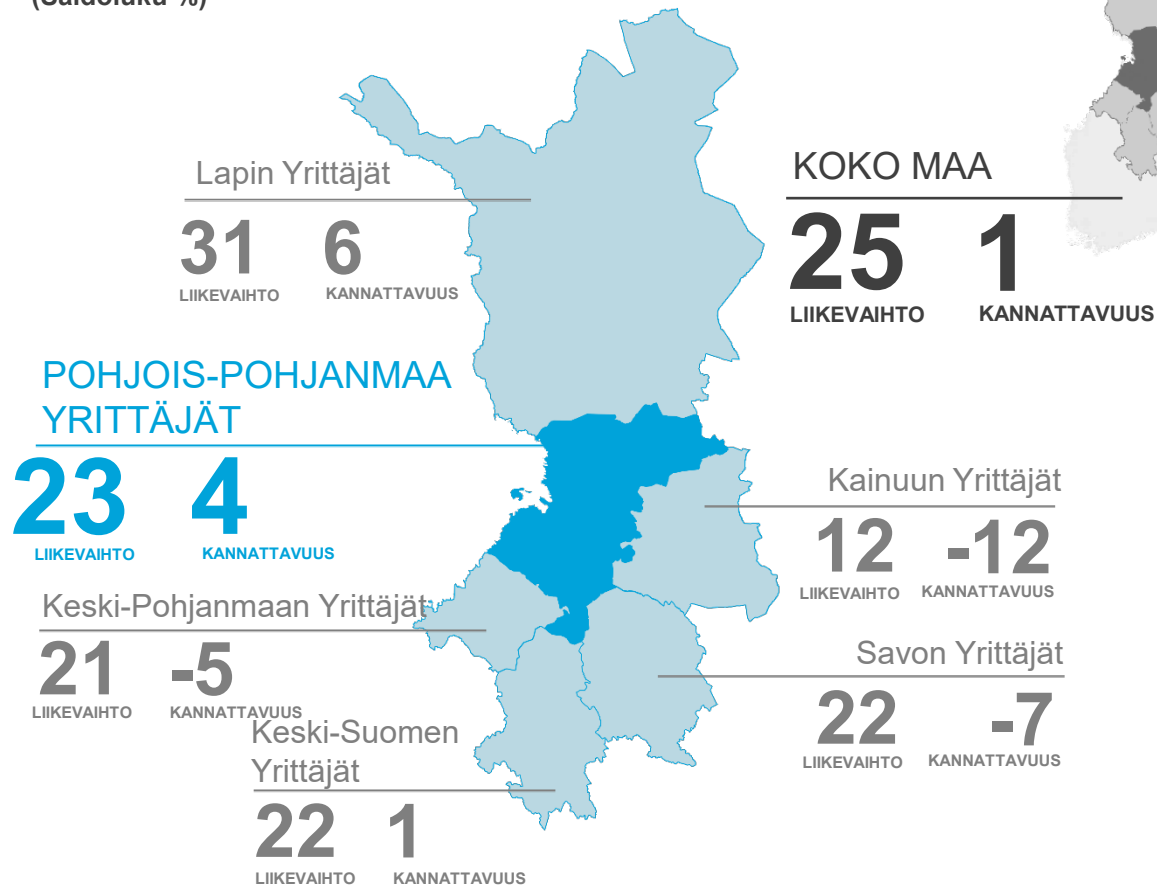 (Saldoluku %)
Lapin Yrittäjät
31 6
LIIKEVAIHTO KANNATTAVUUS
KOKO MAA
25 1
LIIKEVAIHTO KANNATTAVUUS
POHJOIS-POHJANMAA
YRITTÄJÄT
23 4
LIIKEVAIHTO KANNATTAVUUS
Kainuun Yrittäjät
12 -12
LIIKEVAIHTO KANNATTAVUUS
Keski-Pohjanmaan Yrittäjät
21 -5
LIIKEVAIHTO KANNATTAVUUS
Savon Yrittäjät
22 -7
LIIKEVAIHTO KANNATTAVUUS
Keski-Suomen
Yrittäjät
22 1
LIIKEVAIHTO KANNATTAVUUS